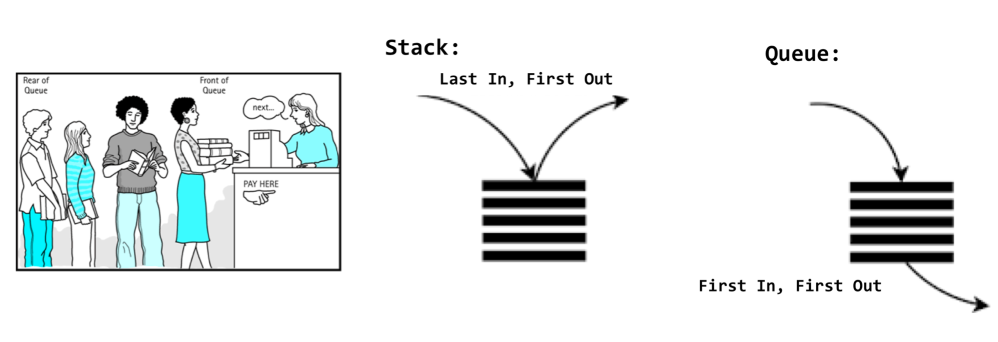 Rear of
Queue
Front of
Queue
next...
PAY HERE
Stack:
Last In, First Out
Queue:
First In, First Out